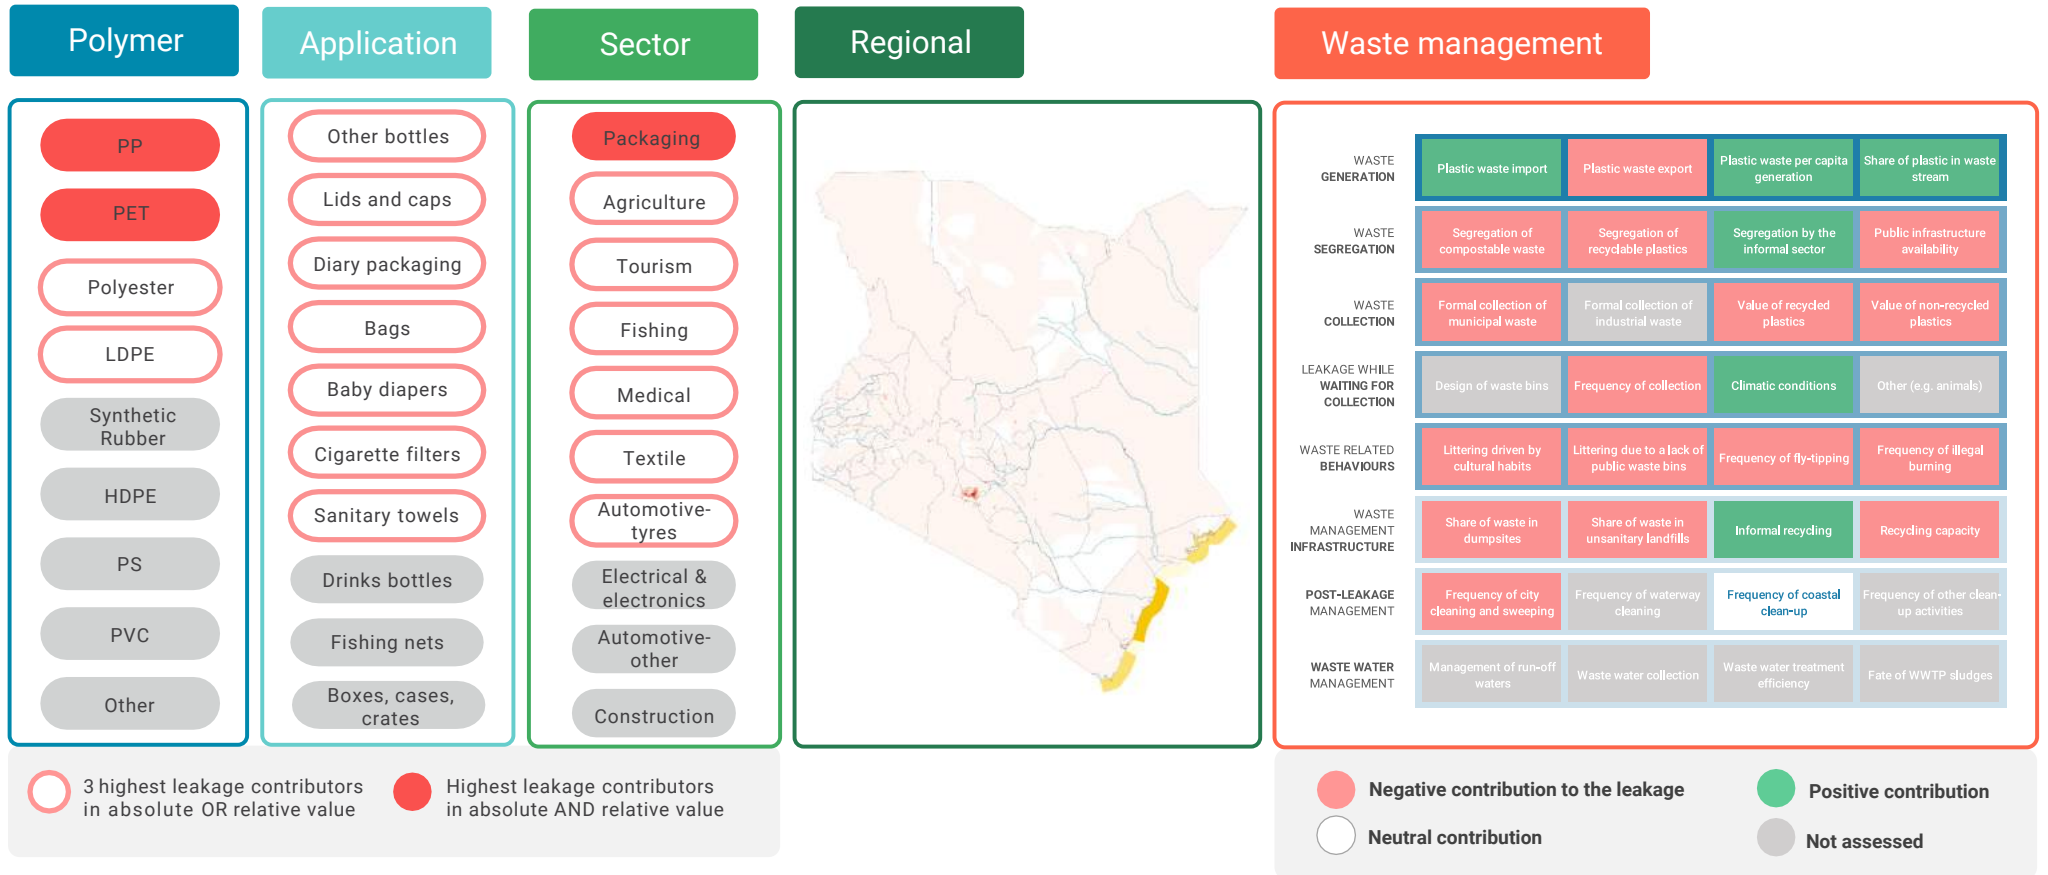 Polymer
Application
Sector
Regional
Waste management
PP
PET
Polyester
LDPE
Synthetic
Rubber
HDPE
PS
PVC
Other
Other bottles
Lids and caps
Diary packaging
Bags
Baby diapers
Cigarette filters
Sanitary towels
Drinks bottles
Fishing nets
Boxes, cases,
crates
Packaging
Agriculture
Tourism
Fishing
Medical
Textile
Automotive-
tyres
Electrical &
electronics
Automotive-
other
Construction
WASTE
GENERATION
Plastic waste import
Plastic waste export
Plastic waste per capita
generation
Share of plastic in waste
stream
WASTE
SEGREGATION
Segregation of
compostable waste
Segregation of
recyclable plastics
Segregation by the
informal sector
Public infrastructure
availability
WASTE
COLLECTION
Formal collection of
municipal waste
Formal collection of
industrial waste
Value of recycled
plastics
Value of non-recycled
plastics
LEAKAGE WHILE
WAITING FOR
COLLECTION
Design of waste bins
Frequency of collection
Climatic conditions
Other (e.g. animals)
WASTE RELATED
BEHAVIOURS
Littering driven by
cultural habits
Littering due to a lack of
public waste bins
Frequency of fly-tipping
Frequency of illegal
burning
WASTE
MANAGEMENT
INFRASTRUCTURE
Share of waste in
dumpsites
Share of waste in
unsanitary landfills
Informal recycling
Recycling capacity
POST-LEAKAGE
MANAGEMENT
Frequency of city
cleaning and sweeping
Frequency of waterway
cleaning
Frequency of coastal
clean-up
Frequency of other clean-
up activities
WASTE WATER
MANAGEMENT
Management of run-off
waters
Waste water collection
Waste water treatment
efficiency
Fate of WWTP sludges
3 highest leakage contributors
in absolute OR relative value
Highest leakage contributors
in absolute AND relative value
Negative contribution to the leakage
Positive contribution
Neutral contribution
Not assessed